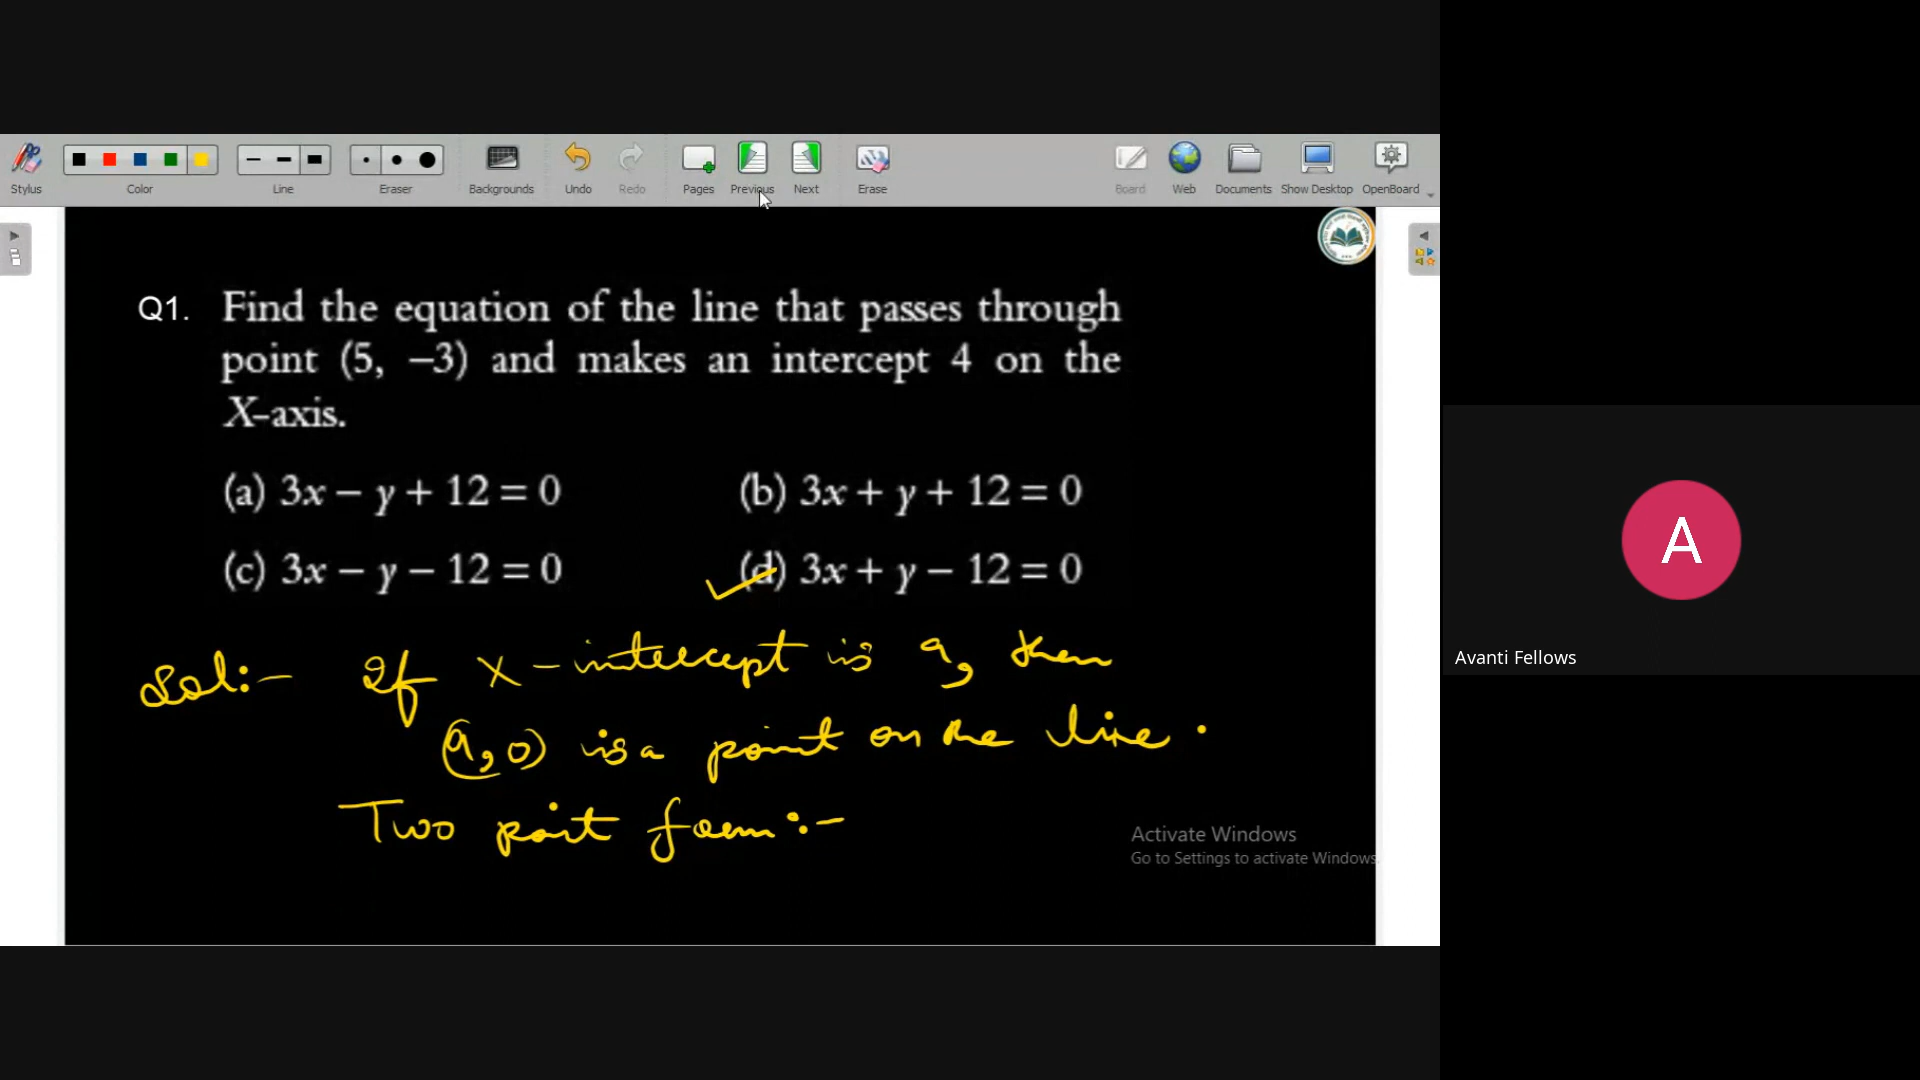 Stylus
Color
Line
Eraser
Backgrounds
Undo
Redo
Pages
Previous
Next
Erase
Board
Web
Documents
Show Desktop
OpenBoard
Q1. Find the equation of the line that passes through
point (5, –3) and makes an intercept 4 on the
X-axis.
(a) 3x – y + 12 = 0
(b) 3x + y + 12 = 0
(c) 3x – y – 12 = 0
(d) 3x + y – 12 = 0
Sol:- If x-intercept is a, then
(a,0) is a point on the line.
Two point form:-
Activate Windows
Go to Settings to activate Windows.
A
Avanti Fellows